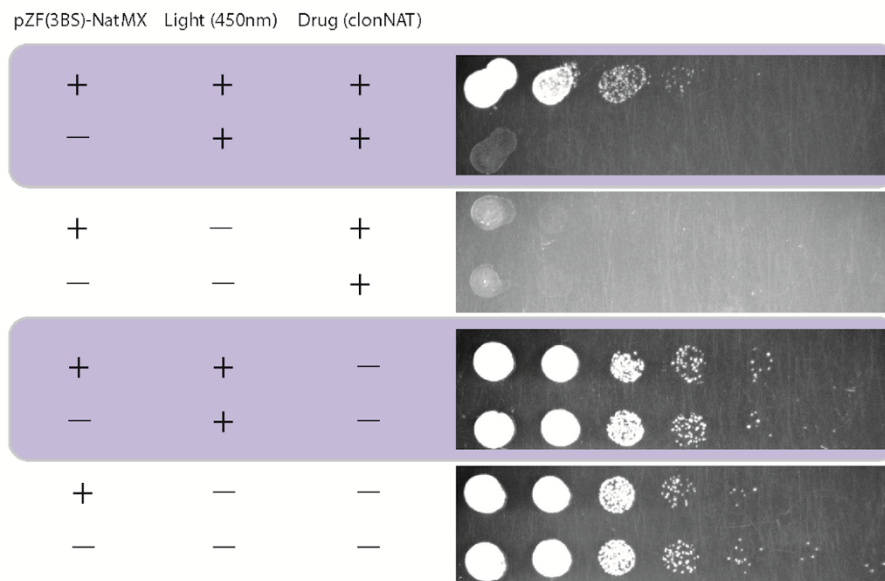 pZF(3BS)-NatMX Light (450nm) Drug (clonNAT)
+ + +
— + +
+ — +
— — +
+ + —
— + —
+ — —
— — —